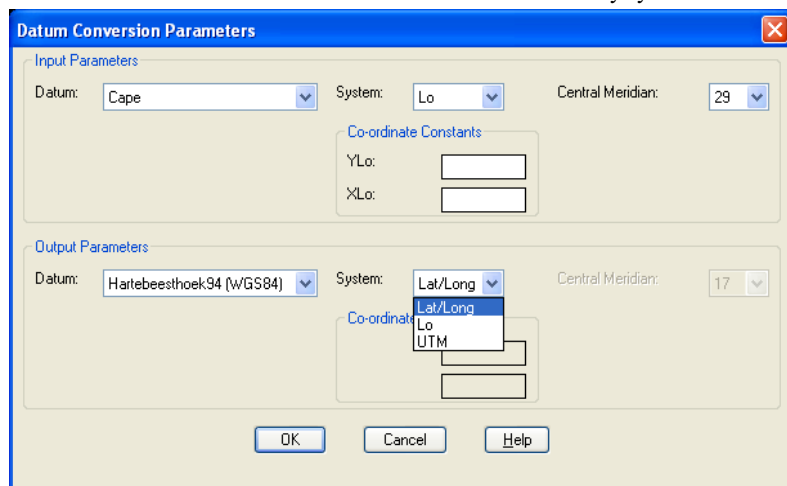 Datum Conversion Parameters
Input Parameters
Datum: Cape System: Lo Central Meridian: 29
Co-ordinate Constants
YLo:
XLo:
Output Parameters
Datum: Hartebeesthoek94 (WGS84) System: Lat/Long Central Meridian: 17
Lat/Long
Co-ordinat Lo
UTM
OK Cancel Help